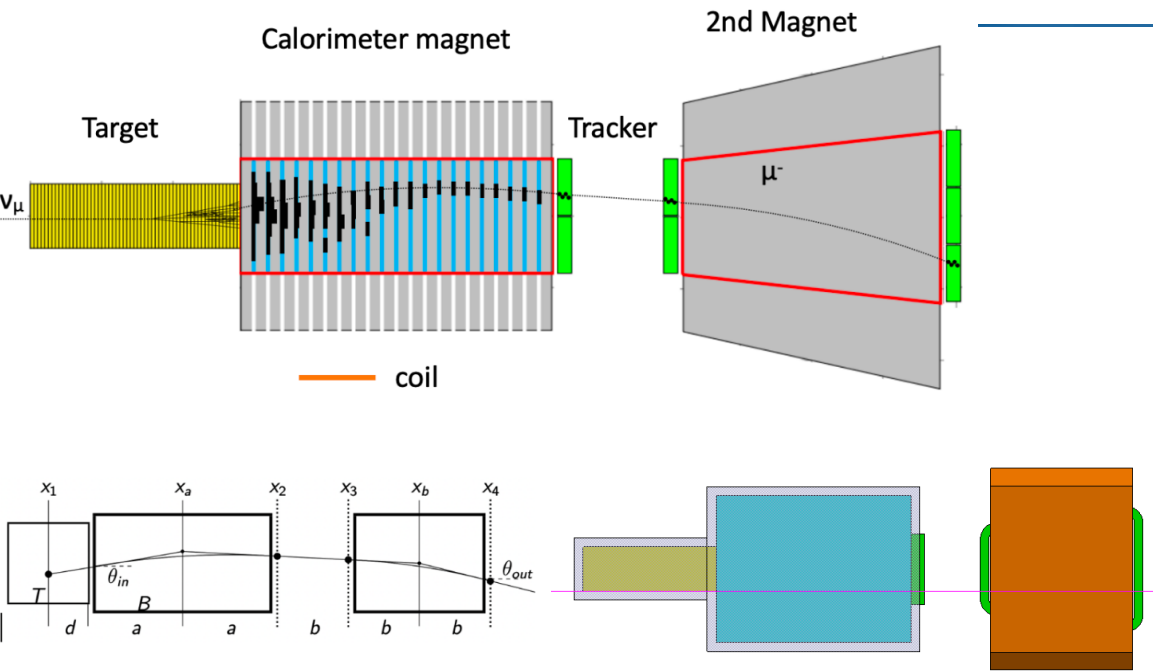 2nd Magnet
Calorimeter magnet
Target
Tracker
νμ
μ-
coil
x1 xa x2 x3 xb x4
θin
θout
T
B
d a a b b b